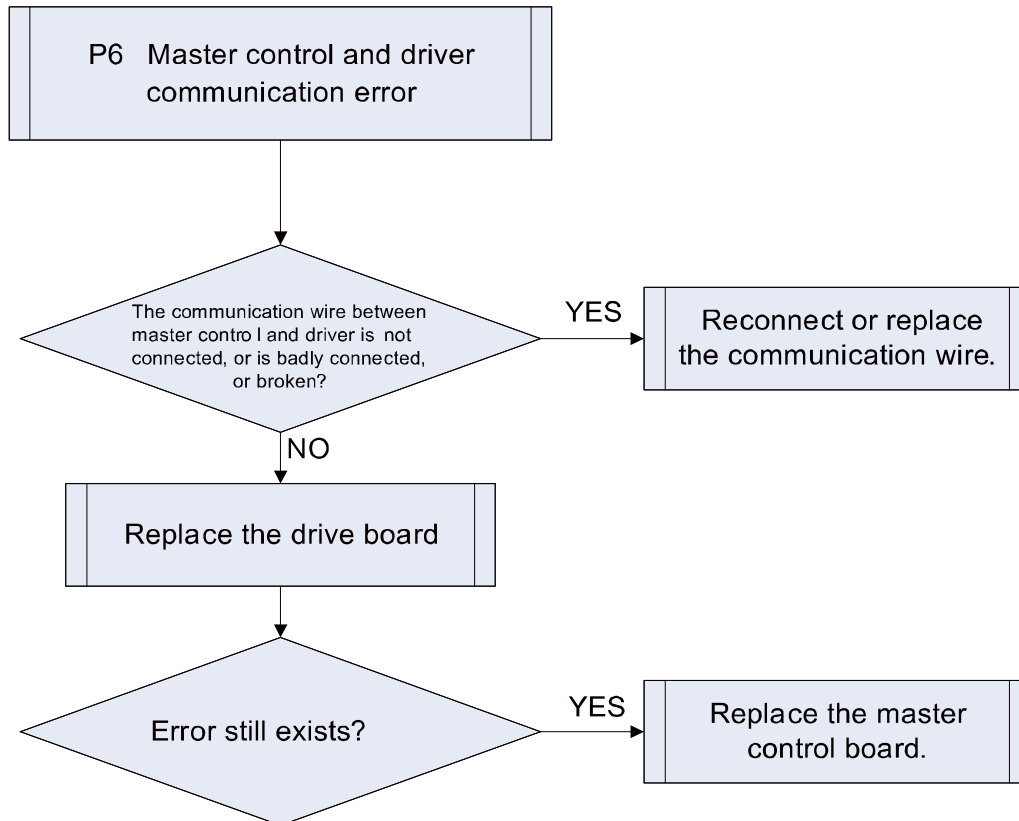 P6 Master control and driver
communication error
The communication wire between
master contro l and driver is not
connected, or is badly connected,
or broken?
YES
Reconnect or replace
the communication wire.
NO
Replace the drive board
Error still exists?
YES
Replace the master
control board.